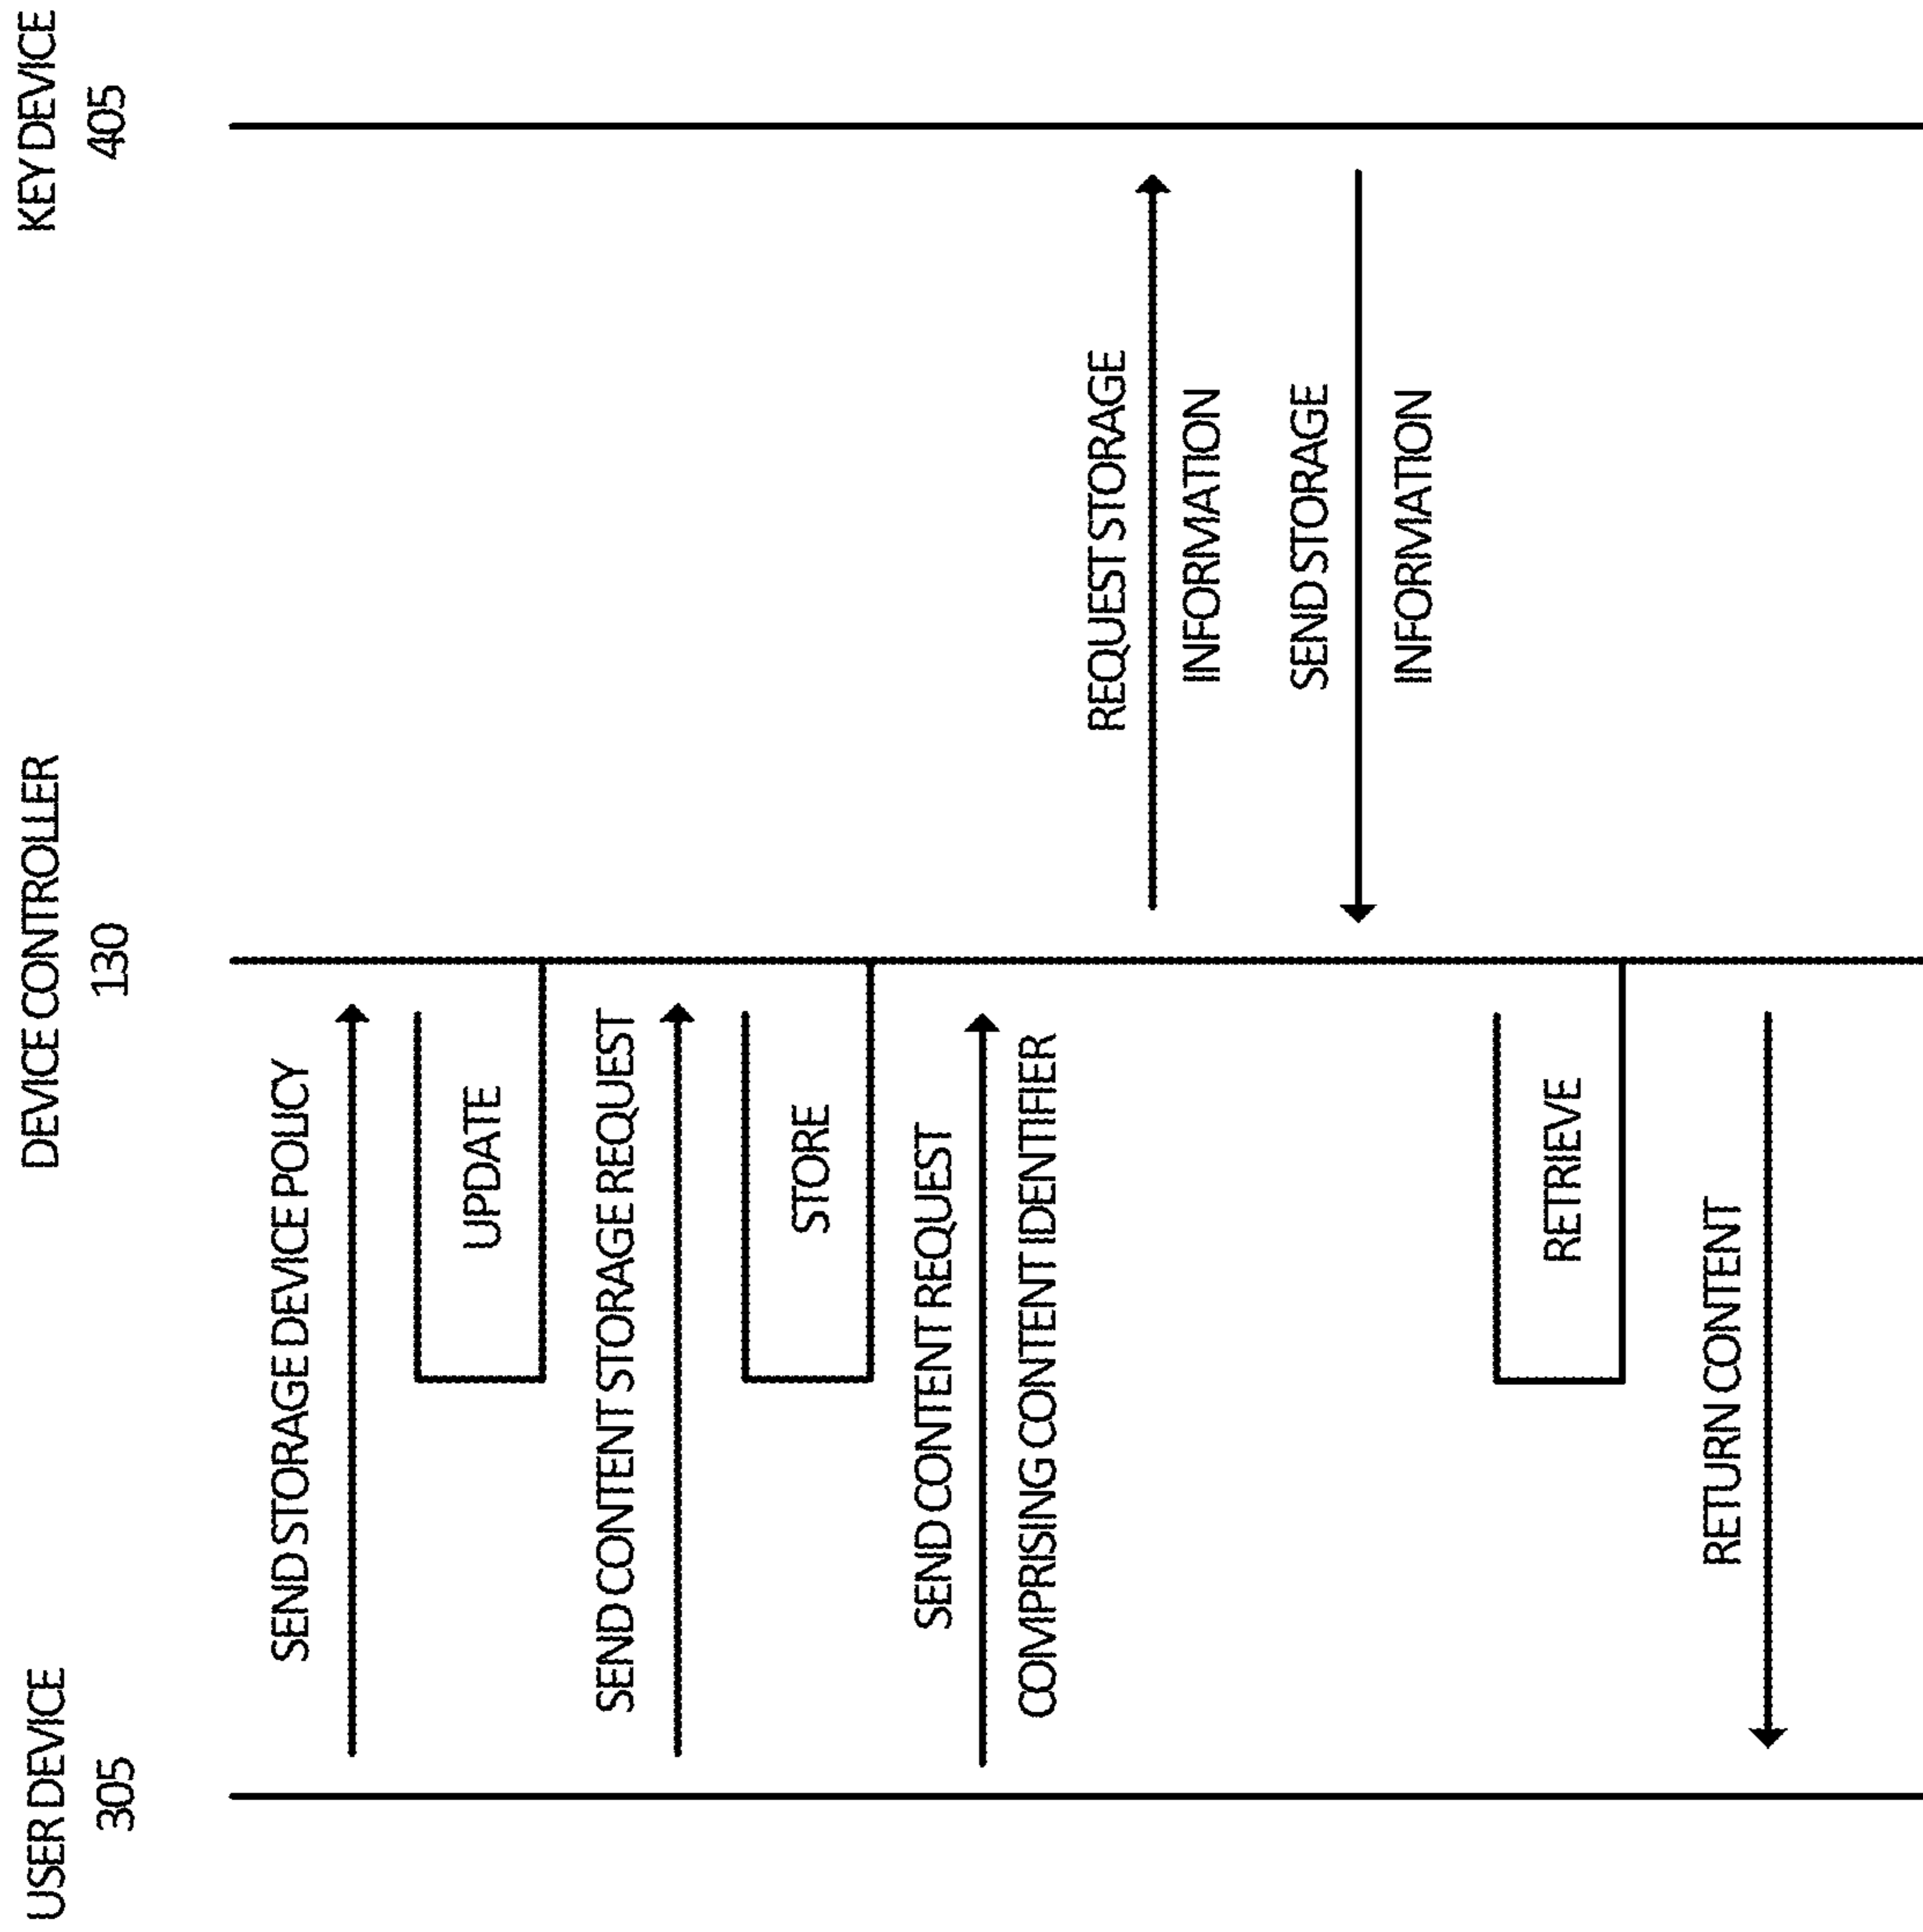 USER DEVICE
305
DEVICE CONTROLLER
130
KEY DEVICE
405
SEND STORAGE DEVICE POLICY
UPDATE
SEND CONTENT STORAGE REQUEST
STORE
SEND CONTENT REQUEST
COMPRISING CONTENT IDENTIFIER
REQUEST STORAGE
INFORMATION
SEND STORAGE
INFORMATION
RETRIEVE
RETURN CONTENT